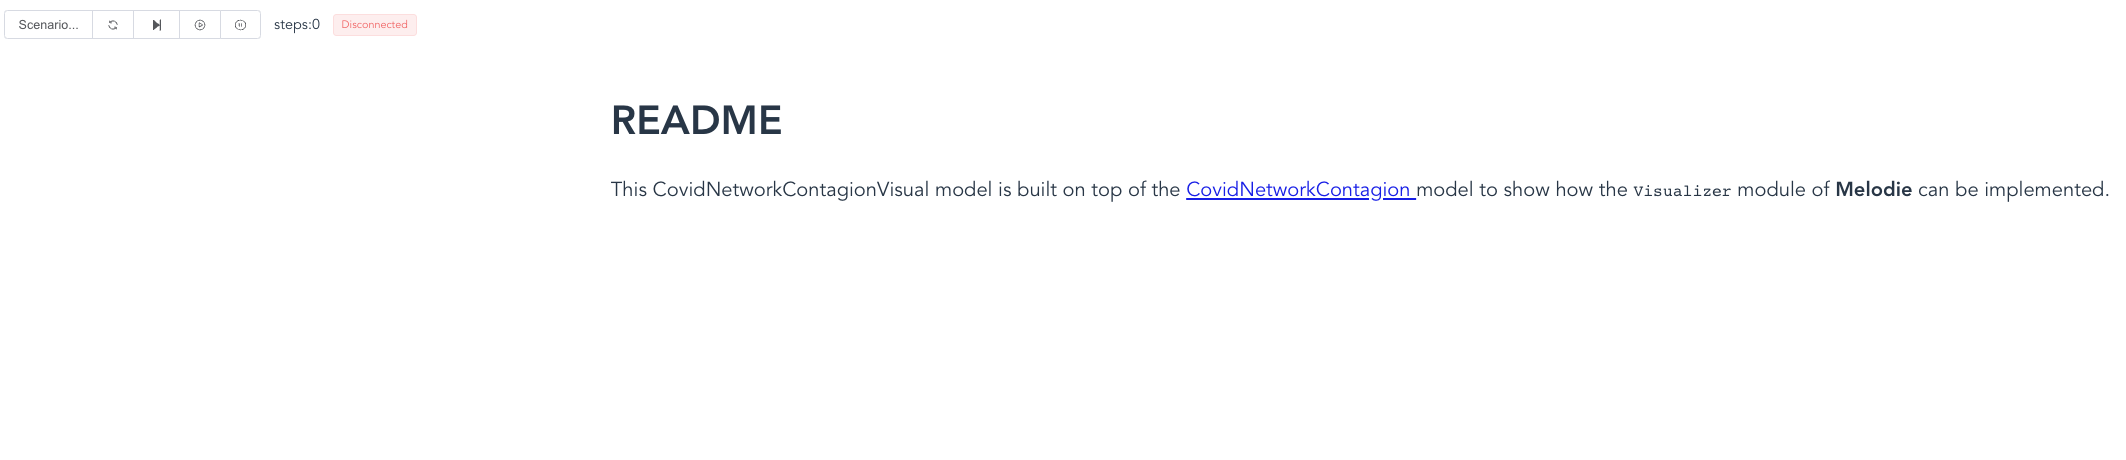 Scenario... steps:0 Disconnected
README
This CovidNetworkContagionVisual model is built on top of the CovidNetworkContagion model to show how the Visualizer module of Melodie can be implemented.